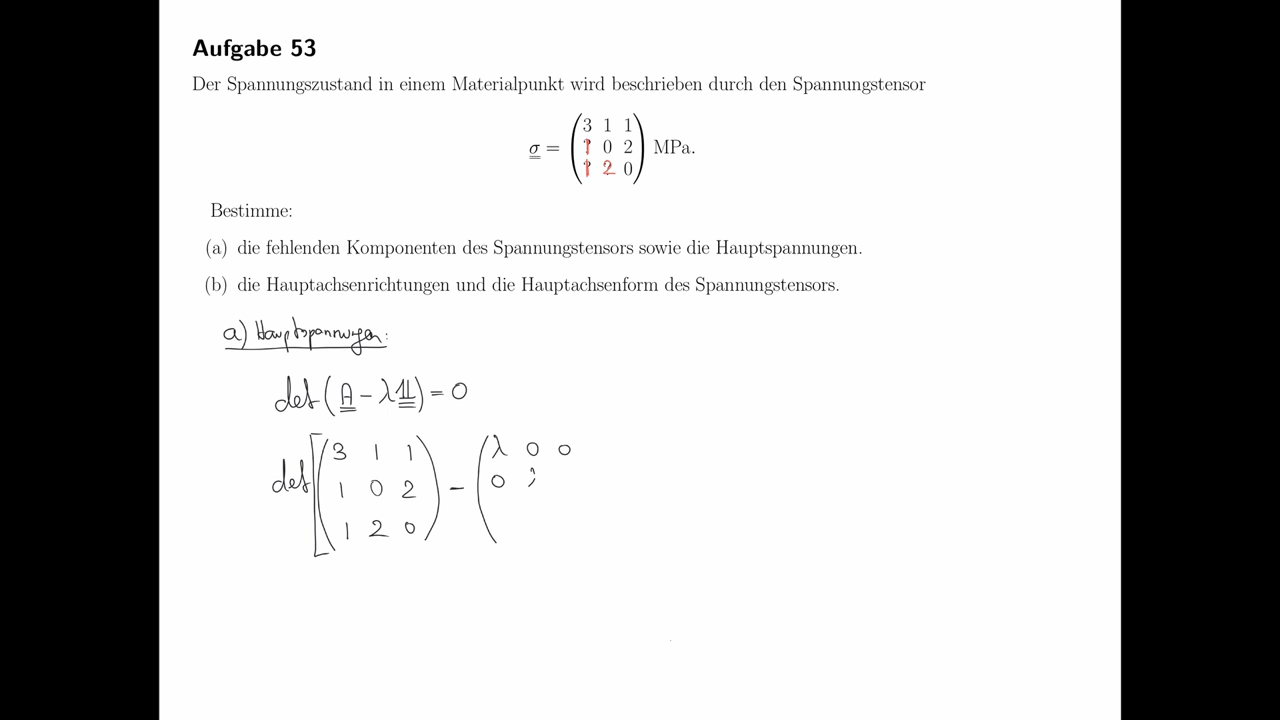 Aufgabe 53
Der Spannungszustand in einem Materialpunkt wird beschrieben durch den Spannungstensor
3 1 1
σ = 1 0 2 MPa.
1 2 0
Bestimme:
(a) die fehlenden Komponenten des Spannungstensors sowie die Hauptspannungen.
(b) die Hauptachsenrichtungen und die Hauptachsenform des Spannungstensors.
a) Hauptspannungen:
det(A - λ𝟙) = 0
3 1 1 λ 0 0
det[( 1 0 2 ) - ( 0
1 2 0